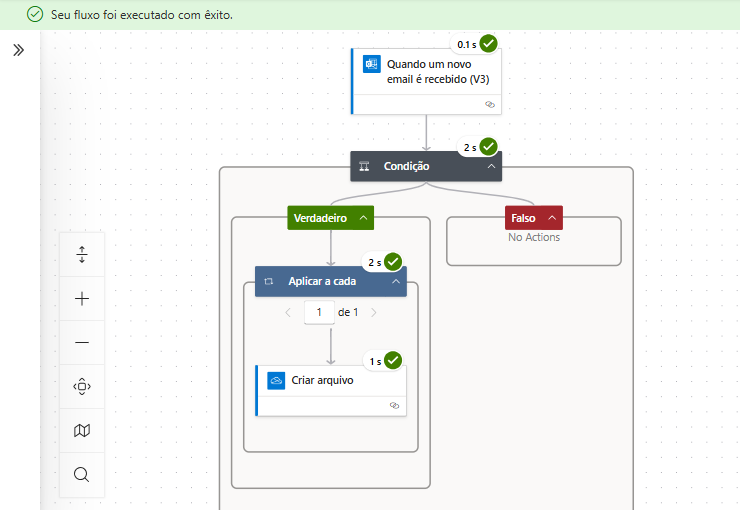 Seu fluxo foi executado com êxito.
0.1 s
Quando um novo
email é recebido (V3)
2 s
Condição
Verdadeiro
Falso
No Actions
2 s
Aplicar a cada
1 de 1
1 s
Criar arquivo